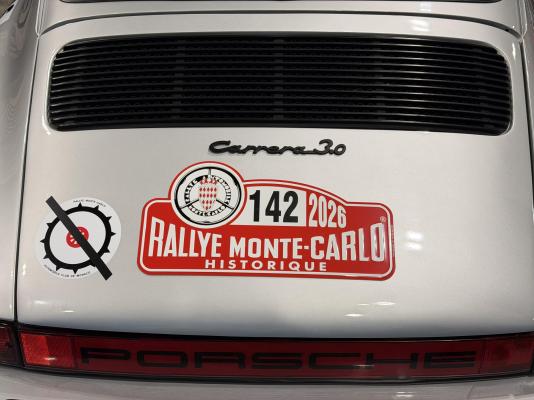 Carrera 3.0
142
2026
RALLYE MONTE-CARLO
HISTORIQUE
PORSCHE